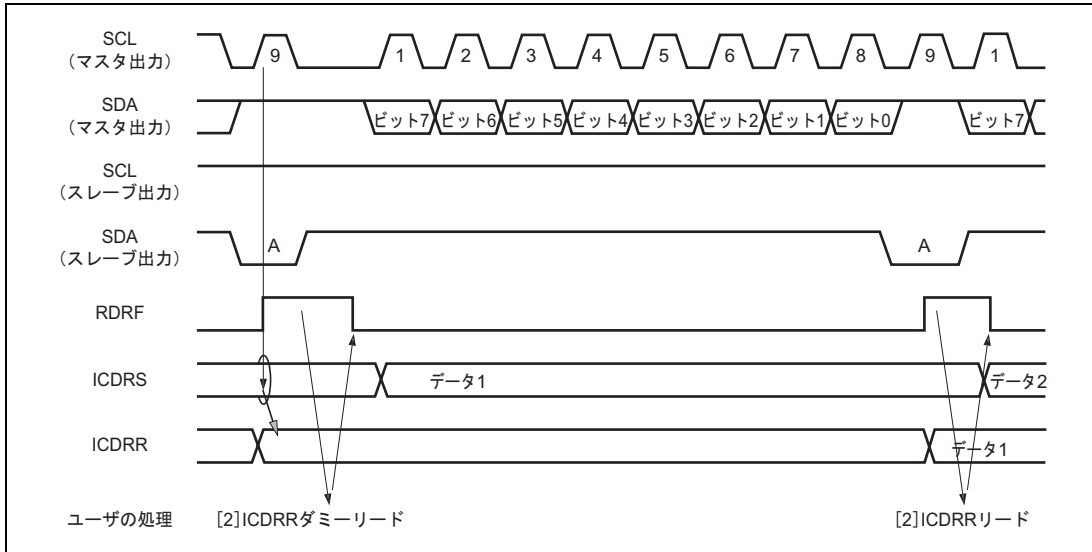 SCL
（マスタ出力）
9 1 2 3 4 5 6 7 8 9 1
SDA
（マスタ出力）
ビット7 ビット6 ビット5 ビット4 ビット3 ビット2 ビット1 ビット0 ビット7
SCL
（スレーブ出力）
SDA
（スレーブ出力）
A A
RDRF
ICDRS
データ1 データ2
ICDRR
データ1
ユーザの処理 [2]ICDRRダミーリード [2]ICDRRリード